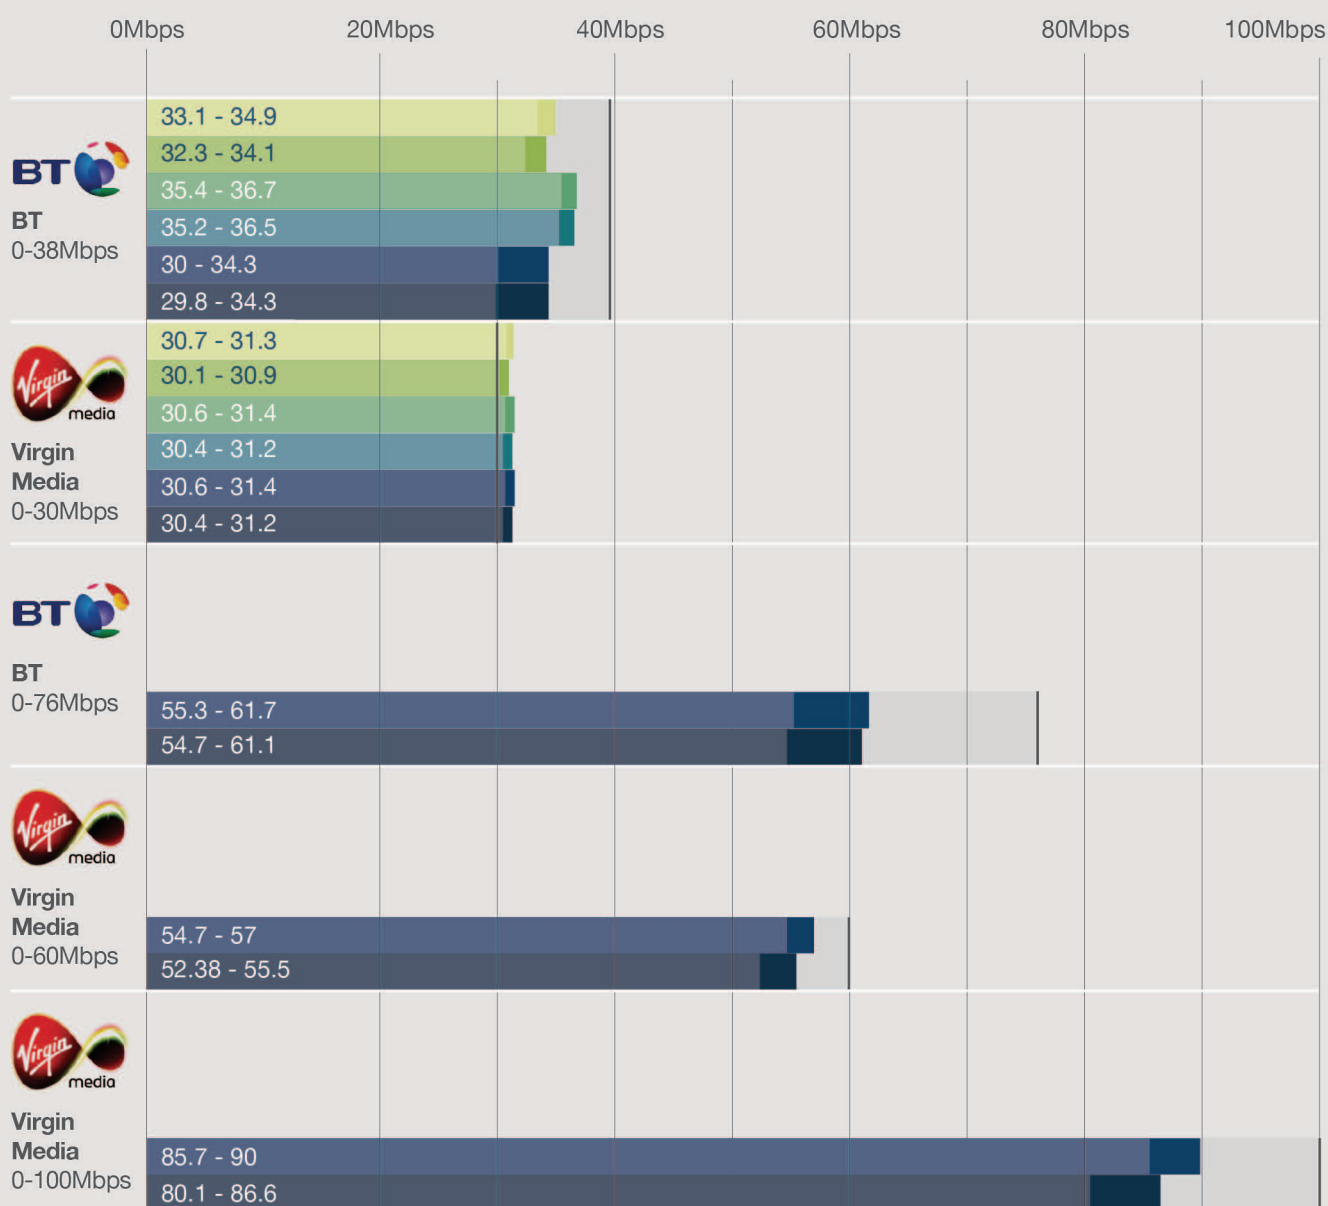 0Mbps 20Mbps 40Mbps 60Mbps 80Mbps 100Mbps
BT
BT
0-38Mbps
33.1 - 34.9
32.3 - 34.1
35.4 - 36.7
35.2 - 36.5
30 - 34.3
29.8 - 34.3
Virgin
media
Virgin
Media
0-30Mbps
30.7 - 31.3
30.1 - 30.9
30.6 - 31.4
30.4 - 31.2
30.6 - 31.4
30.4 - 31.2
BT
BT
0-76Mbps
55.3 - 61.7
54.7 - 61.1
Virgin
media
Virgin
Media
0-60Mbps
54.7 - 57
52.38 - 55.5
Virgin
media
Virgin
Media
0-100Mbps
85.7 - 90
80.1 - 86.6